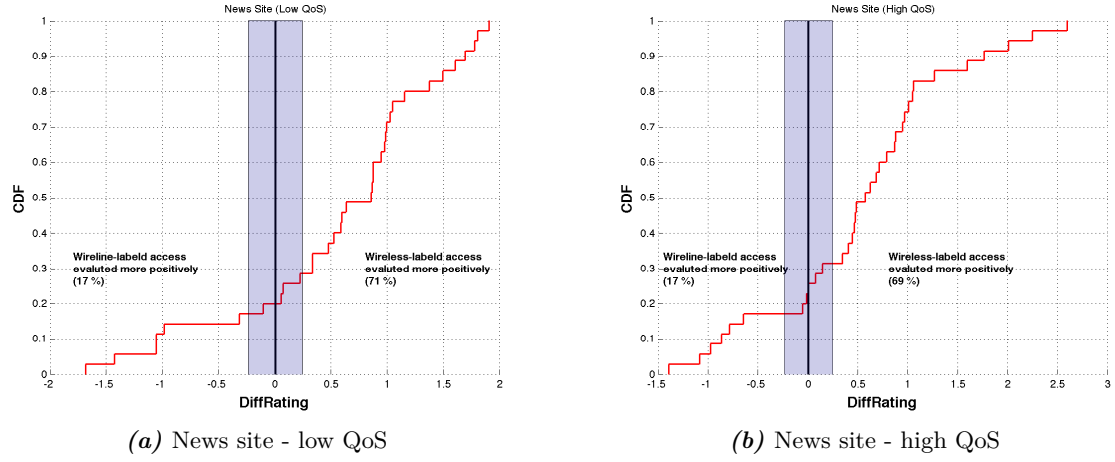 News Site (Low QoS)
1
0.9
0.8
0.7
0.6
0.5
0.4
0.3
0.2
0.1
0
CDF
Wireline-labeld access
evaluted more positively
(17 %)
Wireless-labeld access
evaluted more positively
(71 %)
-2
-1.5
-1
-0.5
0
0.5
1
1.5
2
DiffRating
(a) News site - low QoS
News Site (High QoS)
1
0.9
0.8
0.7
0.6
0.5
0.4
0.3
0.2
0.1
0
CDF
Wireline-labeld access
evaluted more positively
(17 %)
Wireless-labeld access
evaluted more positively
(69 %)
-1.5
-1
-0.5
0
0.5
1
1.5
2
2.5
3
DiffRating
(b) News site - high QoS